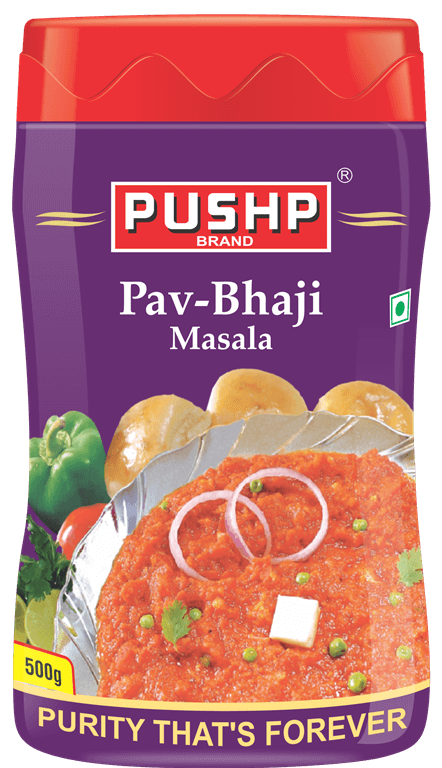 PUSHP
®
BRAND
Pav-Bhaji
Masala
500g
PURITY THAT'S FOREVER